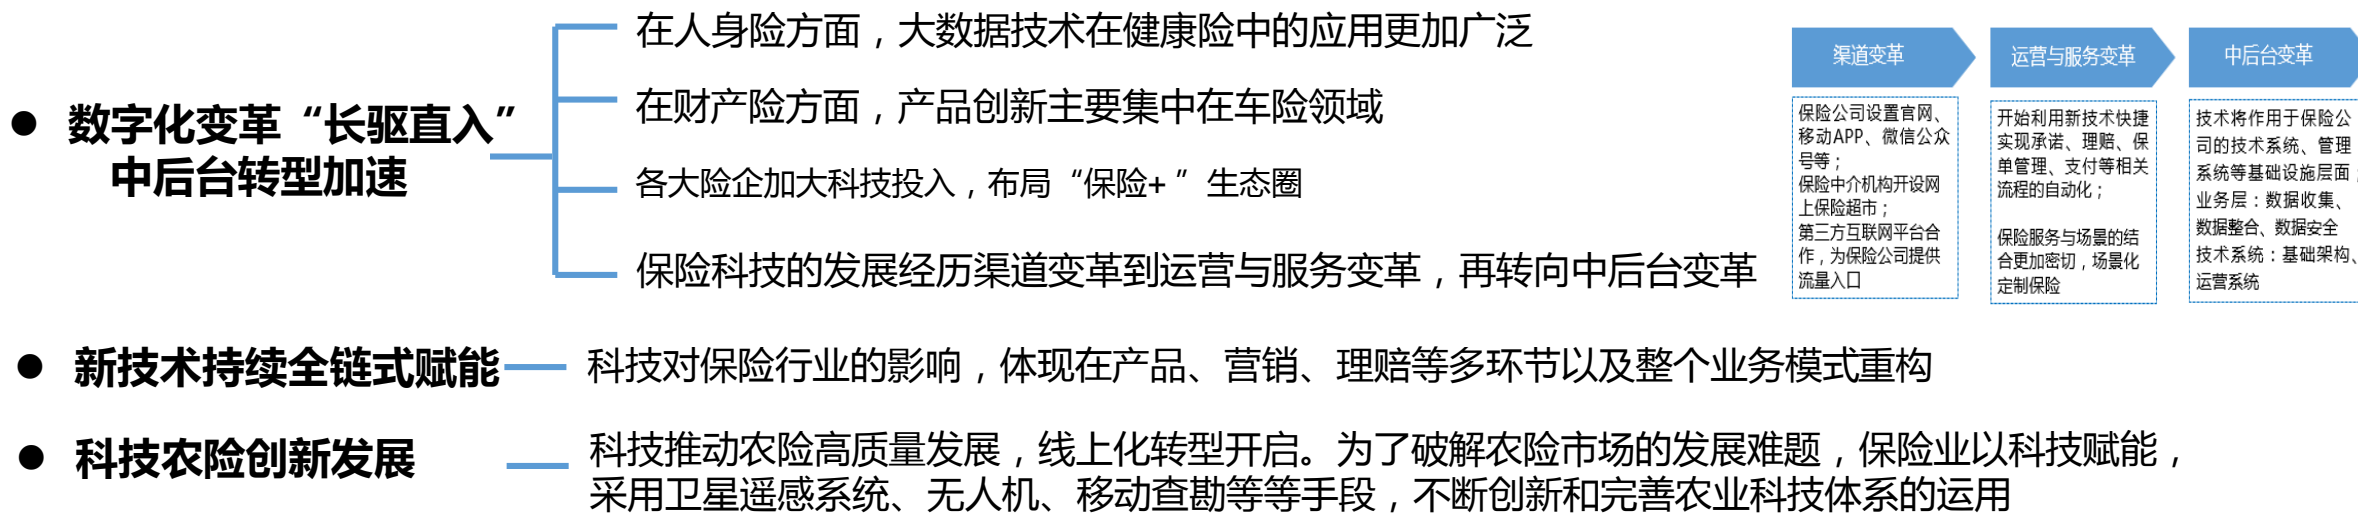 ● 数字化变革“长驱直入”
中后台转型加速
在人身险方面，大数据技术在健康险中的应用更加广泛
在财产险方面，产品创新主要集中在车险领域
各大险企加大科技投入，布局“保险+ ”生态圈
保险科技的发展经历渠道变革到运营与服务变革，再转向中后台变革
渠道变革
保险公司设置官网、
移动APP、微信公众
号等；
保险中介机构开设网
上保险超市；
第三方互联网平台合
作，为保险公司提供
流量入口
运营与服务变革
开始利用新技术快捷
实现承诺、理赔、保
单管理、支付等相关
流程的自动化；
保险服务与场景的结
合更加密切，场景化
定制保险
中后台变革
技术将作用于保险公
司的技术系统、管理
系统等基础设施层面；
业务层：数据收集、
数据整合、数据安全
技术系统：基础架构、
运营系统
● 新技术持续全链式赋能
科技对保险行业的影响，体现在产品、营销、理赔等多环节以及整个业务模式重构
● 科技农险创新发展
科技推动农险高质量发展，线上化转型开启。为了破解农险市场的发展难题，保险业以科技赋能，
采用卫星遥感系统、无人机、移动查勘等等手段，不断创新和完善农业科技体系的运用